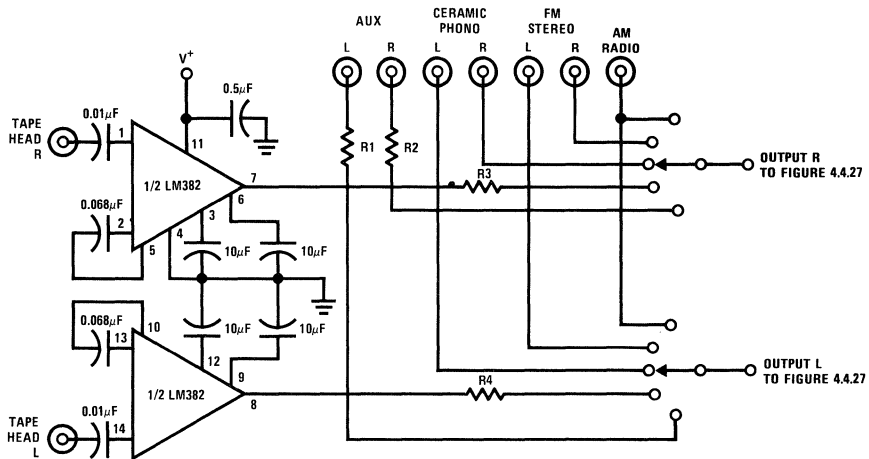 AUX
CERAMIC
PHONO
FM
STEREO
AM
RADIO
L
R
L
R
L
R
V+
0.5μF
0.01μF
TAPE
HEAD
R
1
11
1/2 LM382
7
6
0.068μF
2
3
4
5
R1
R2
R3
OUTPUT R
TO FIGURE 4.4.27
10μF
10μF
10μF
10μF
0.068μF
10
13
12
9
8
1/2 LM382
R4
OUTPUT L
TO FIGURE 4.4.27
0.01μF
TAPE
HEAD
L
14